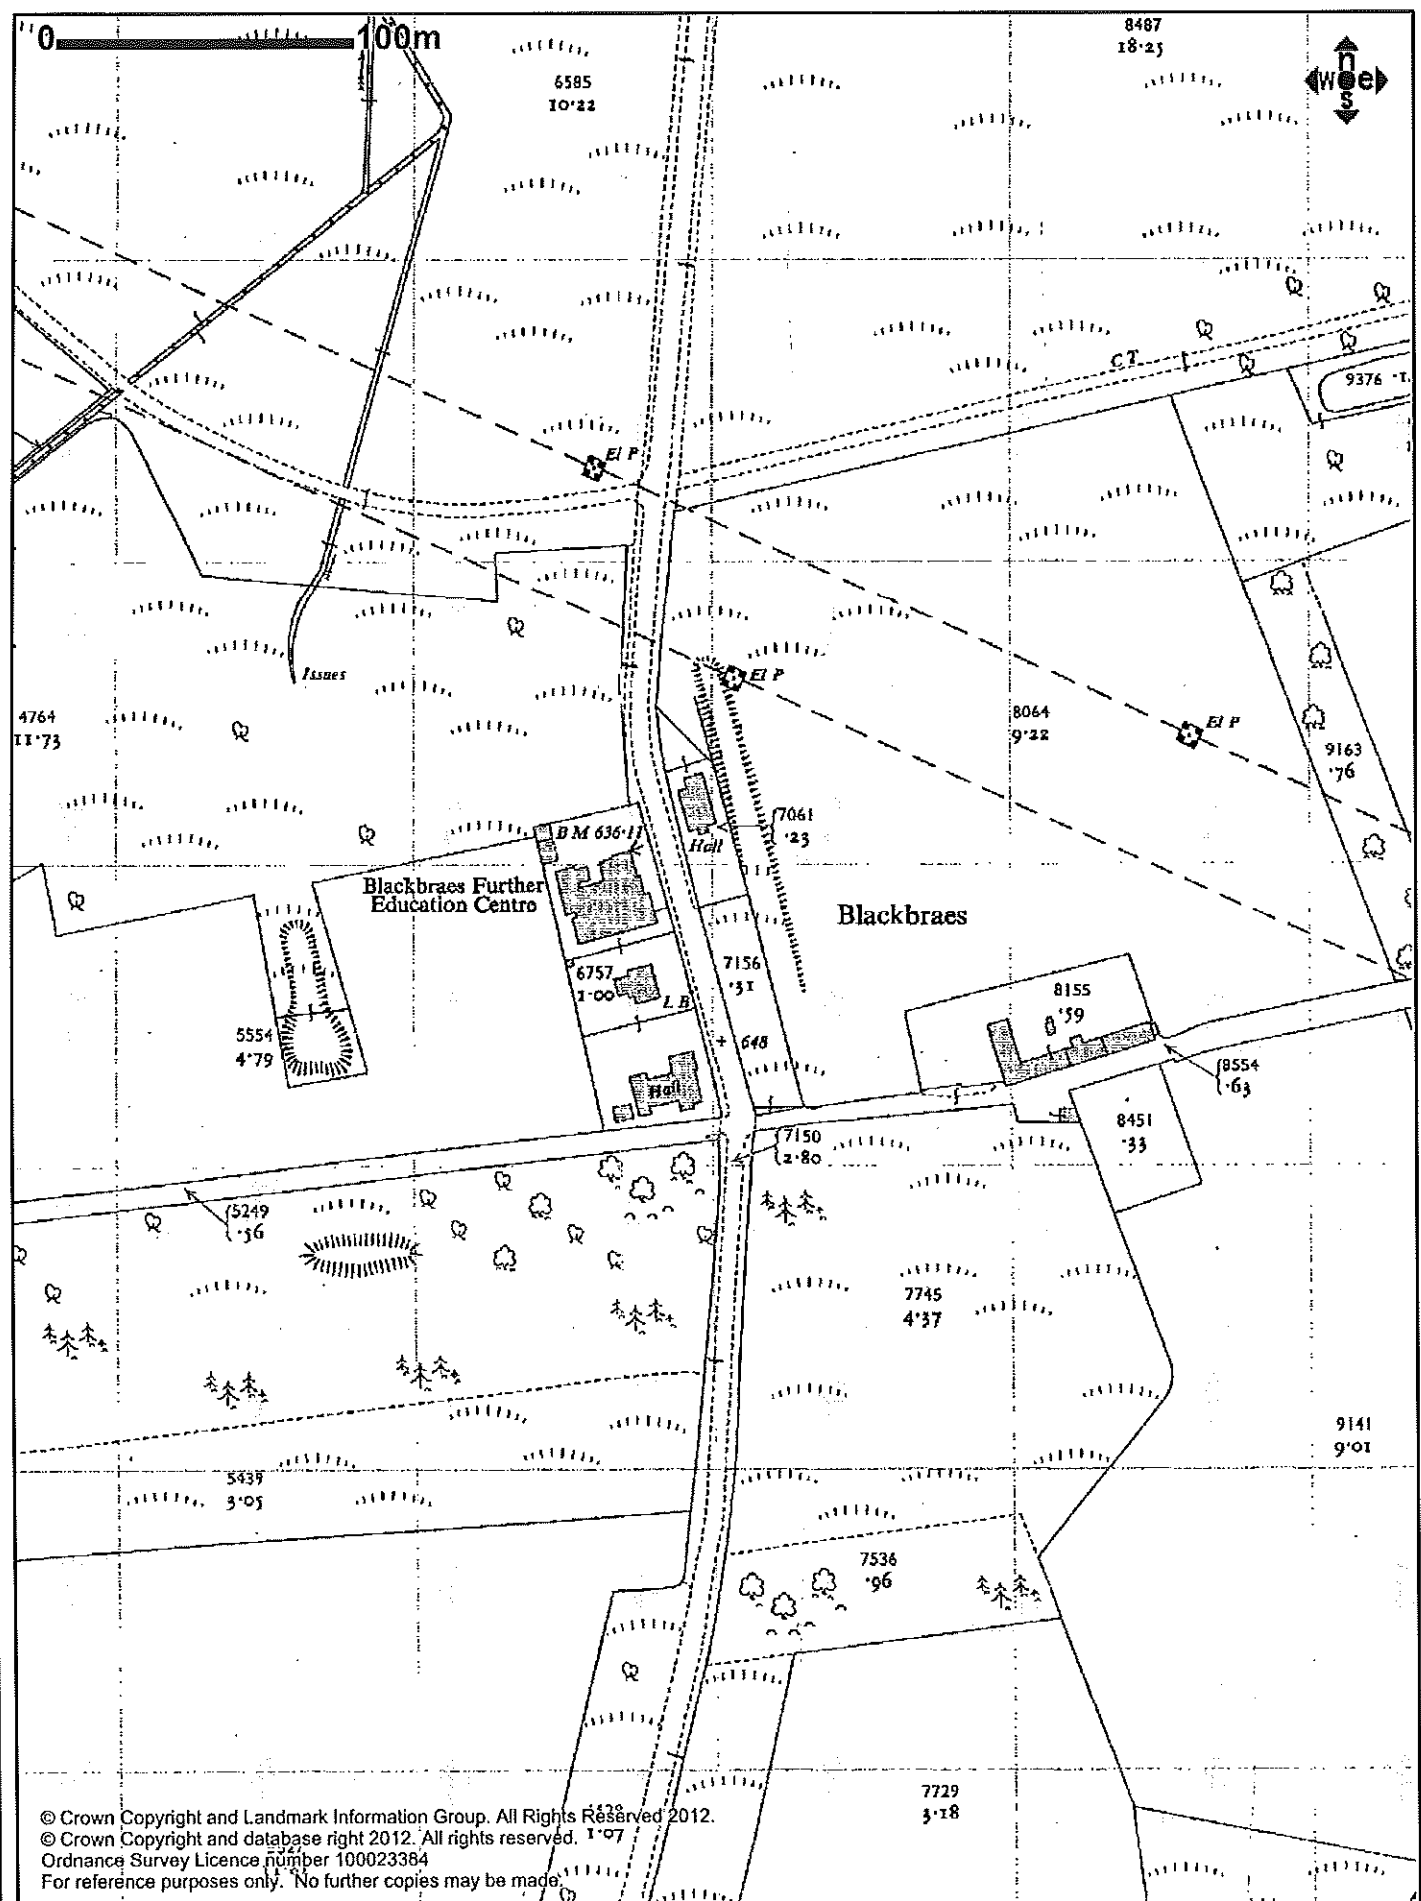 0 100m
8487
18·25
n
w e
s
6585
10·22
C T
9376
El P
El P
Issues
4764
11·73
8064
9·22
El P
9163
·76
7061
·23
B M 636·11
Hall
Blackbraes Further
Education Centre
Blackbraes
6757
1·00
7156
·31
L B
8155
·59
5554
4·79
+ 648
8554
·63
Hall
8451
·33
7150
2·80
5249
·56
7745
4·37
9141
9·01
5439
3·05
7536
·96
7729
3·18
© Crown Copyright and Landmark Information Group. All Rights Reserved 2012.
© Crown Copyright and database right 2012. All rights reserved. 1·07
Ordnance Survey Licence number 100023384
For reference purposes only. No further copies may be made.